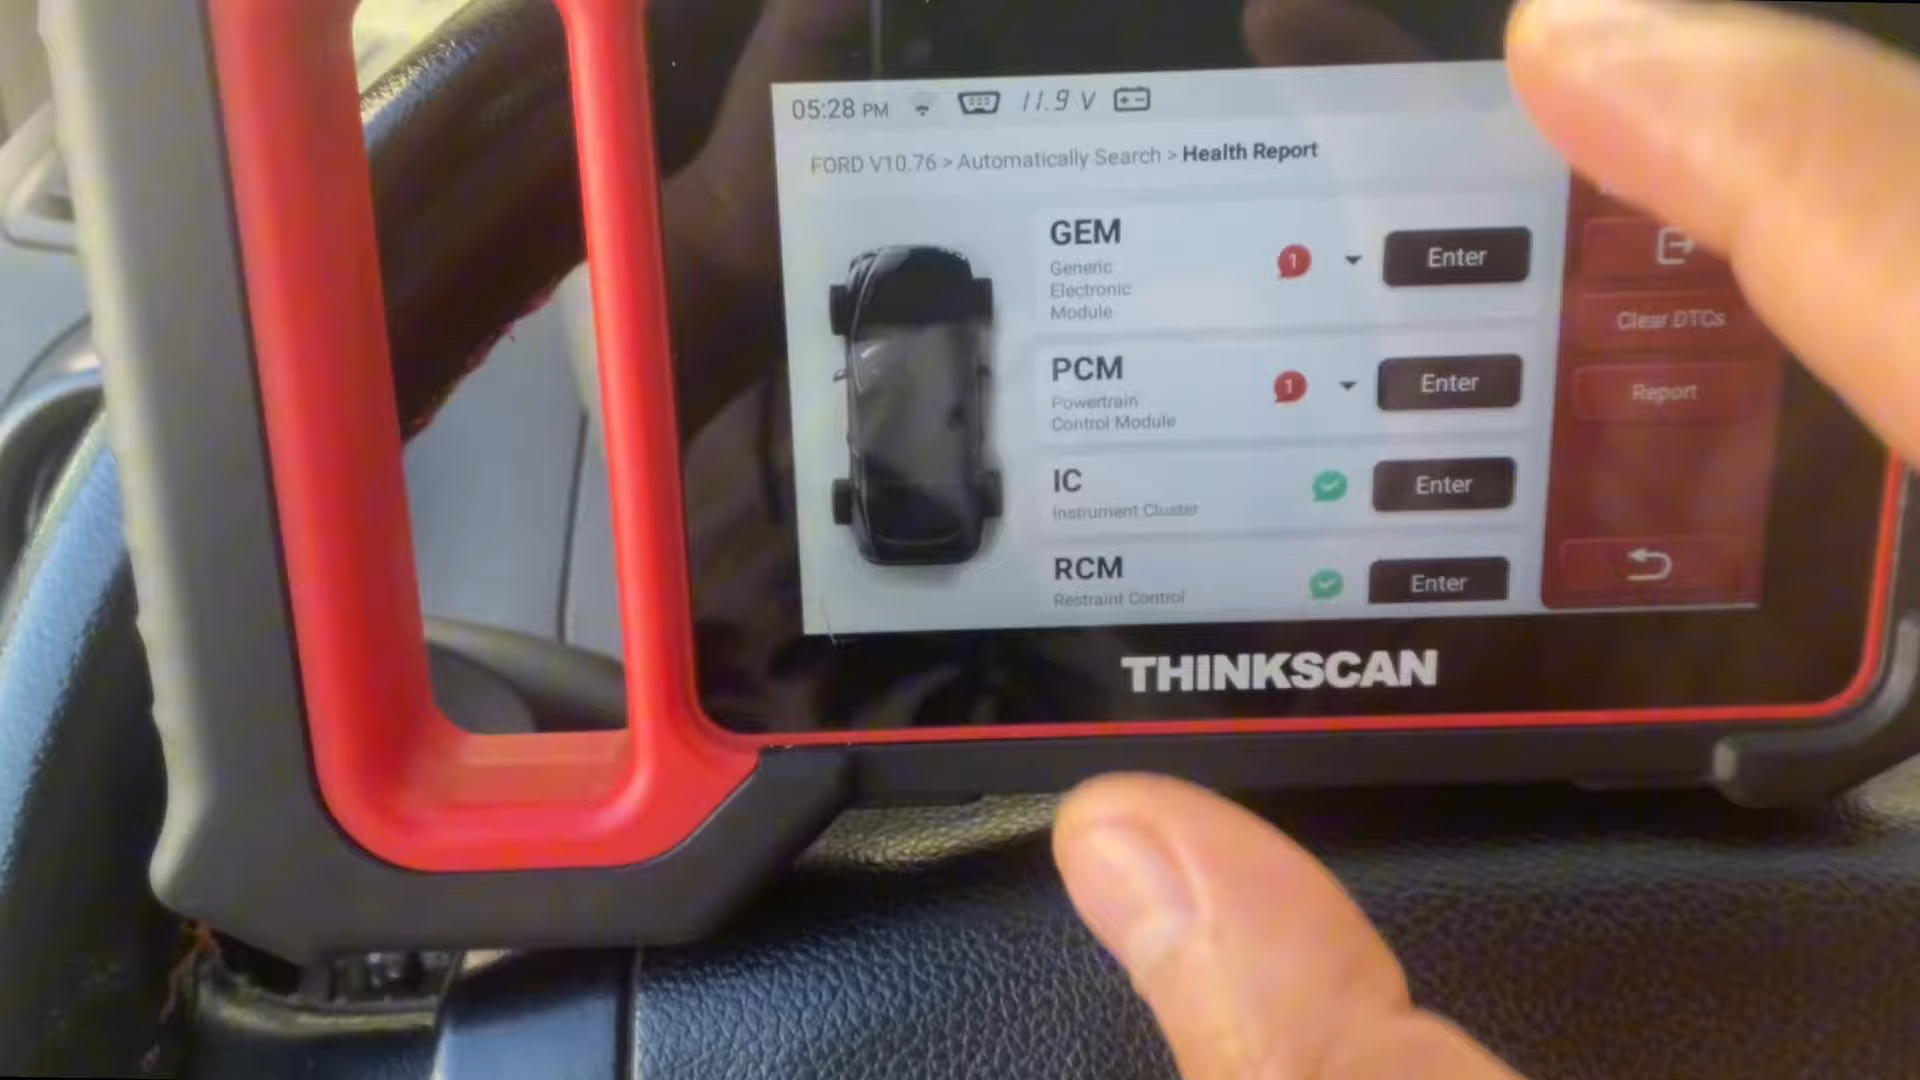 05:28 PM 11.9 V
FORD V10.76 > Automatically Search > Health Report
GEM
Generic
Electronic
Module
1
Enter
PCM
Powertrain
Control Module
1
Enter
IC
Instrument Cluster
Enter
RCM
Restraint Control
Enter
Clear DTCs
Report
THINKSCAN